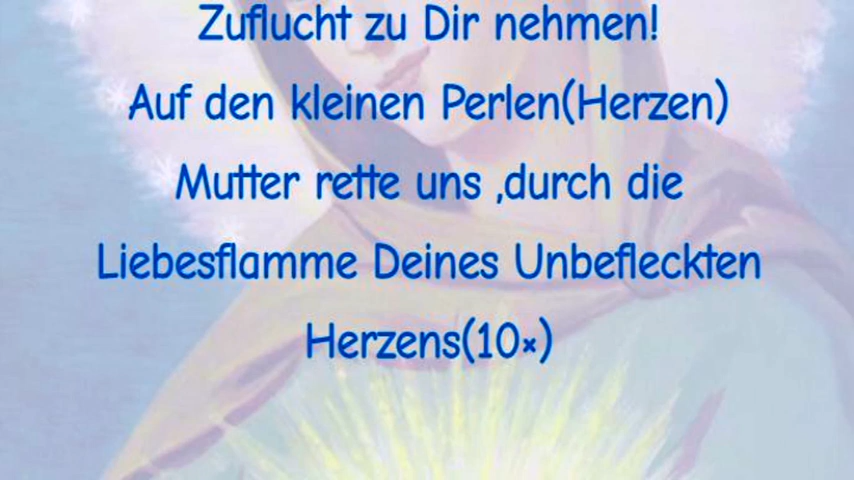 Zuflucht zu Dir nehmen!
Auf den kleinen Perlen(Herzen)
Mutter rette uns ,durch die
Liebesflamme Deines Unbefleckten
Herzens(10×)